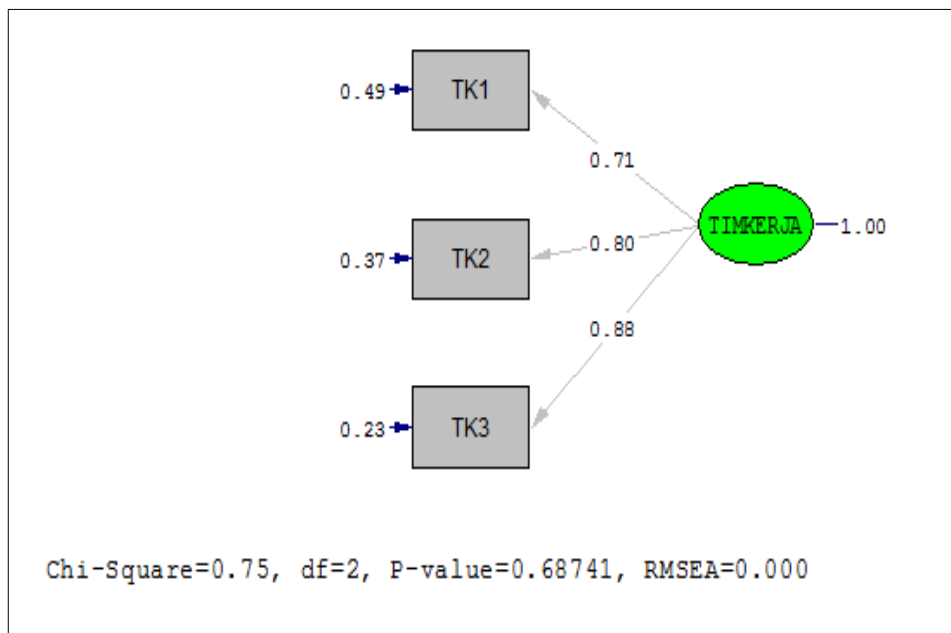 0.49
TK1
0.71
TIMKERJA
1.00
0.37
TK2
0.80
0.88
0.23
TK3
Chi-Square=0.75, df=2, P-value=0.68741, RMSEA=0.000